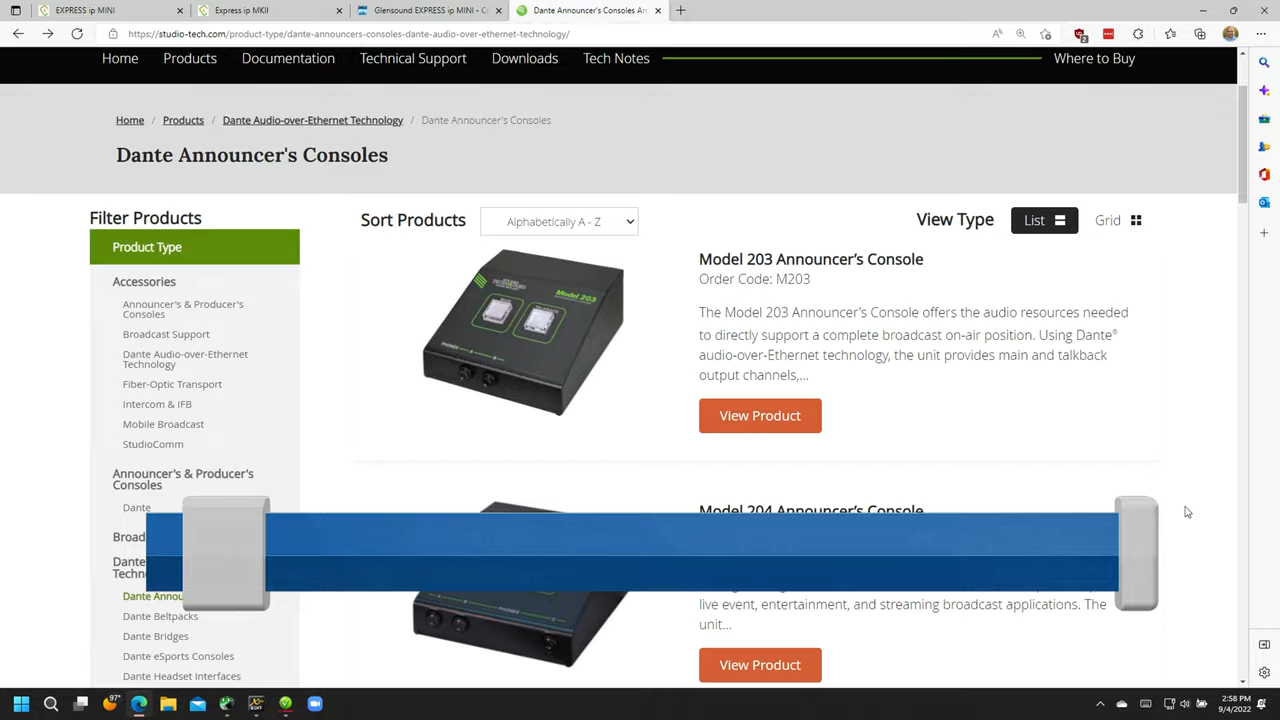 EXPRESS ip MINI
Express ip MKII
Glensound EXPRESS ip MINI - Co
Dante Announcer's Consoles Arc
https://studio-tech.com/product-type/dante-announcers-consoles-dante-audio-over-ethernet-technology/
2
Home
Products
Documentation
Technical Support
Downloads
Tech Notes
Where to Buy
Home / Products / Dante Audio-over-Ethernet Technology / Dante Announcer's Consoles
Dante Announcer's Consoles
Filter Products
Sort Products
Alphabetically A - Z
View Type
List
Grid
Product Type
Accessories
Announcer's & Producer's
Consoles
Broadcast Support
Dante Audio-over-Ethernet
Technology
Fiber-Optic Transport
Intercom & IFB
Mobile Broadcast
StudioComm
Announcer's & Producer's
Consoles
Dante
Broad
Dante
Techn
Dante Annou
Dante Beltpacks
Dante Bridges
Dante eSports Consoles
Dante Headset Interfaces
Model 203
PHONES
Model 203 Announcer's Console
Order Code: M203
The Model 203 Announcer's Console offers the audio resources needed
to directly support a complete broadcast on-air position. Using Dante®
audio-over-Ethernet technology, the unit provides main and talkback
output channels,...
View Product
Model 204 Announcer's Console
live event, entertainment, and streaming broadcast applications. The
unit...
View Product
97°
2:58 PM
9/4/2022